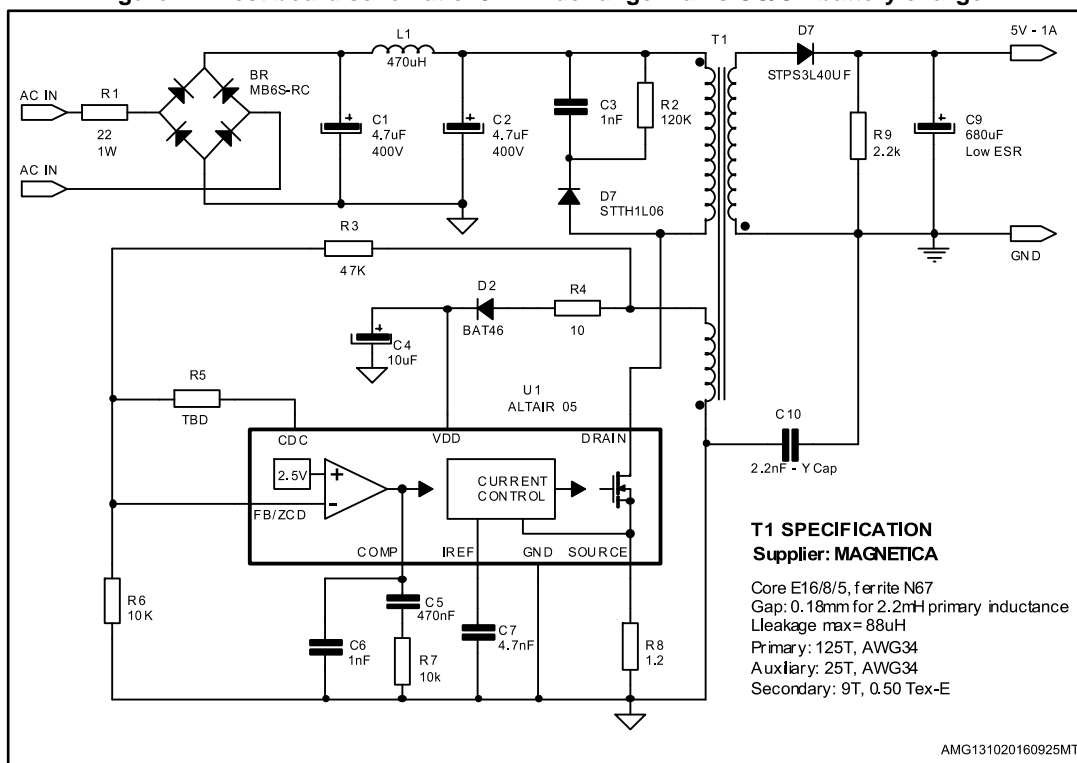 L1
470uH
T1
D7
STPS3L40UF
5V - 1A
BR
MB6S-RC
AC IN
R1
22
1W
AC IN
C1
4.7uF
400V
C2
4.7uF
400V
C3
1nF
R2
120K
D7
STTH1L06
R9
2.2k
C9
680uF
Low ESR
GND
R3
47K
D2
BAT46
R4
10
C4
10uF
R5
TBD
U1
ALTAIR 05
CDC
VDD
DRAIN
2.5V
CURRENT
CONTROL
FB/ZCD
COMP
IREF
GND
SOURCE
C10
2.2nF - Y Cap
R6
10K
C5
470nF
C6
1nF
R7
10k
C7
4.7nF
R8
1.2
T1 SPECIFICATION
Supplier: MAGNETICA
Core E16/8/5, ferrite N67
Gap: 0.18mm for 2.2mH primary inductance
Lleakage max= 88uH
Primary: 125T, AWG34
Auxiliary: 25T, AWG34
Secondary: 9T, 0.50 Tex-E
AMG131020160925MT